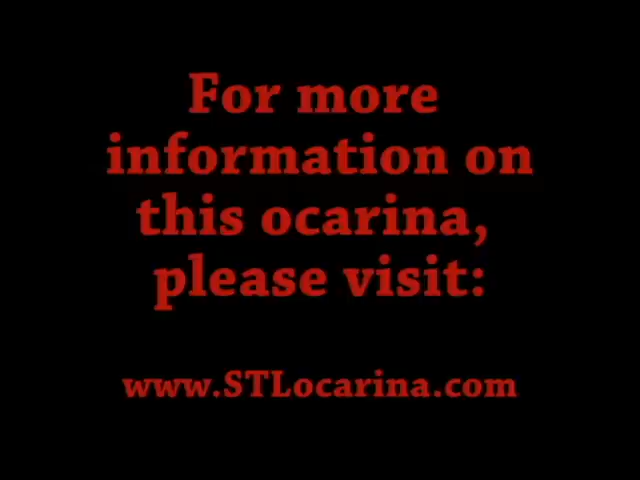 For more
information on
this ocarina,
please visit:
www.STLocarina.com